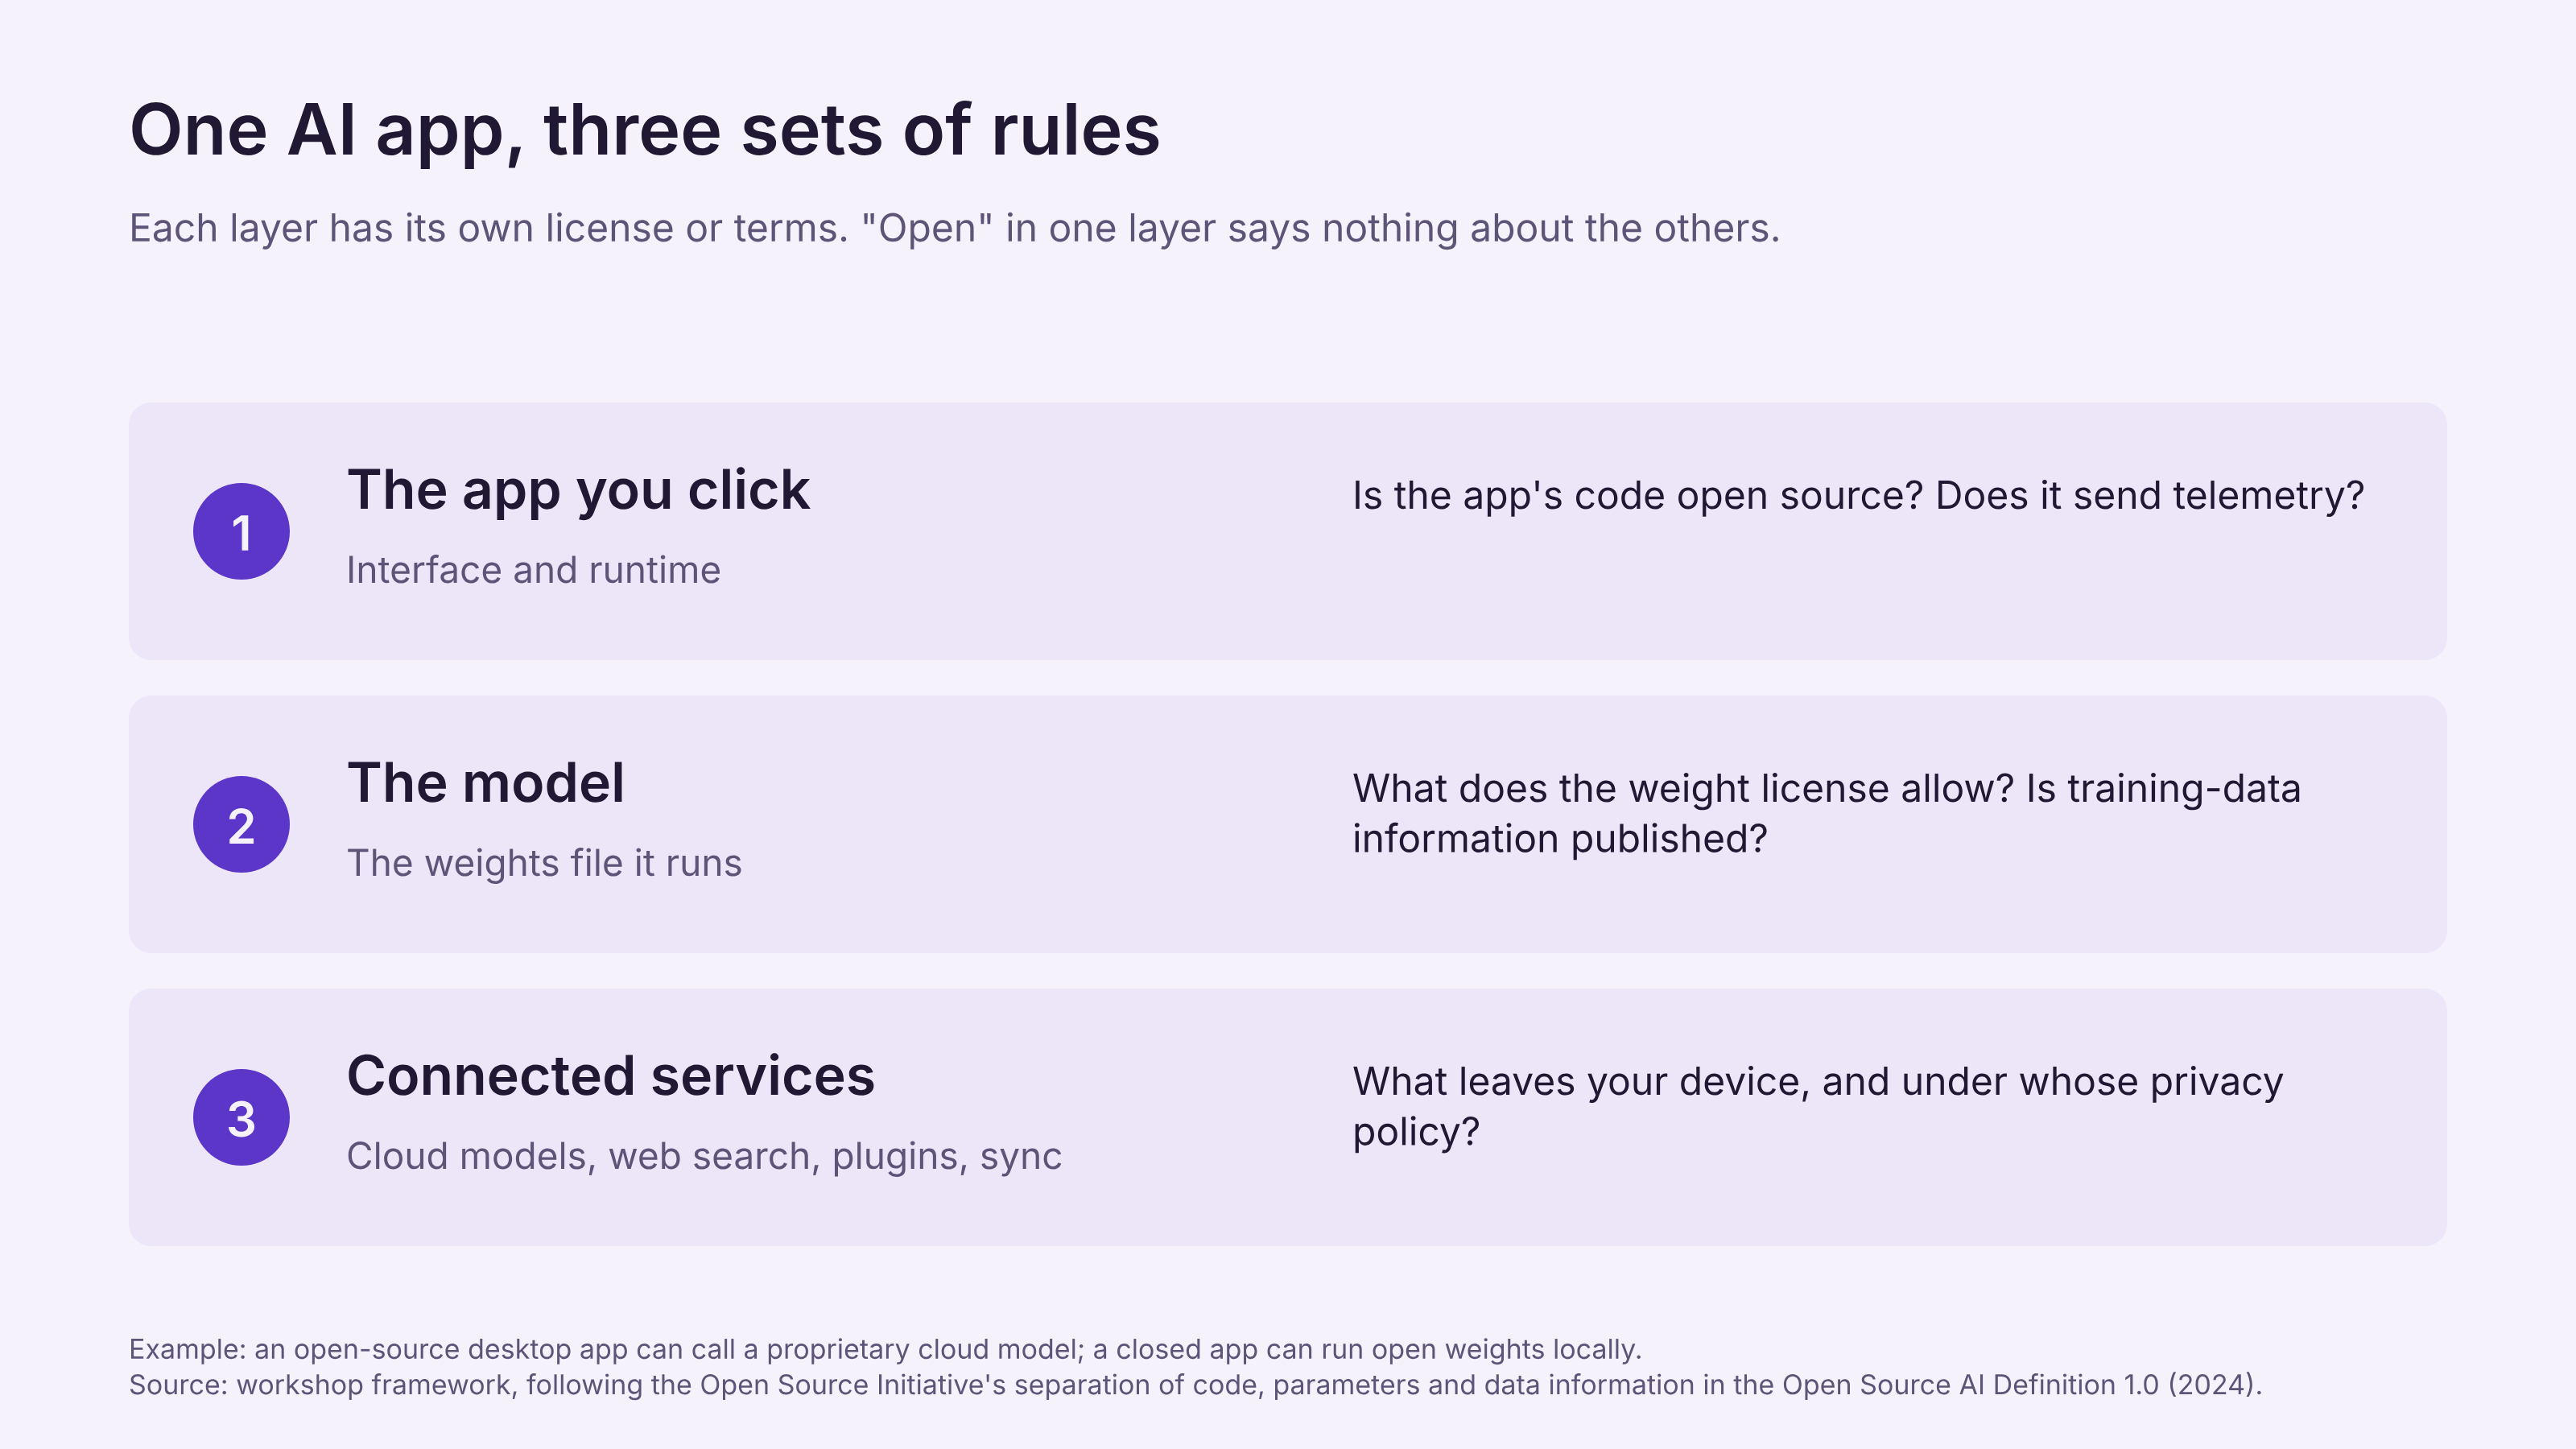 One AI app, three sets of rules
Each layer has its own license or terms. "Open" in one layer says nothing about the others.
1
The app you click
Interface and runtime
Is the app's code open source? Does it send telemetry?
2
The model
The weights file it runs
What does the weight license allow? Is training-data
information published?
3
Connected services
Cloud models, web search, plugins, sync
What leaves your device, and under whose privacy
policy?
Example: an open-source desktop app can call a proprietary cloud model; a closed app can run open weights locally.
Source: workshop framework, following the Open Source Initiative's separation of code, parameters and data information in the Open Source AI Definition 1.0 (2024).